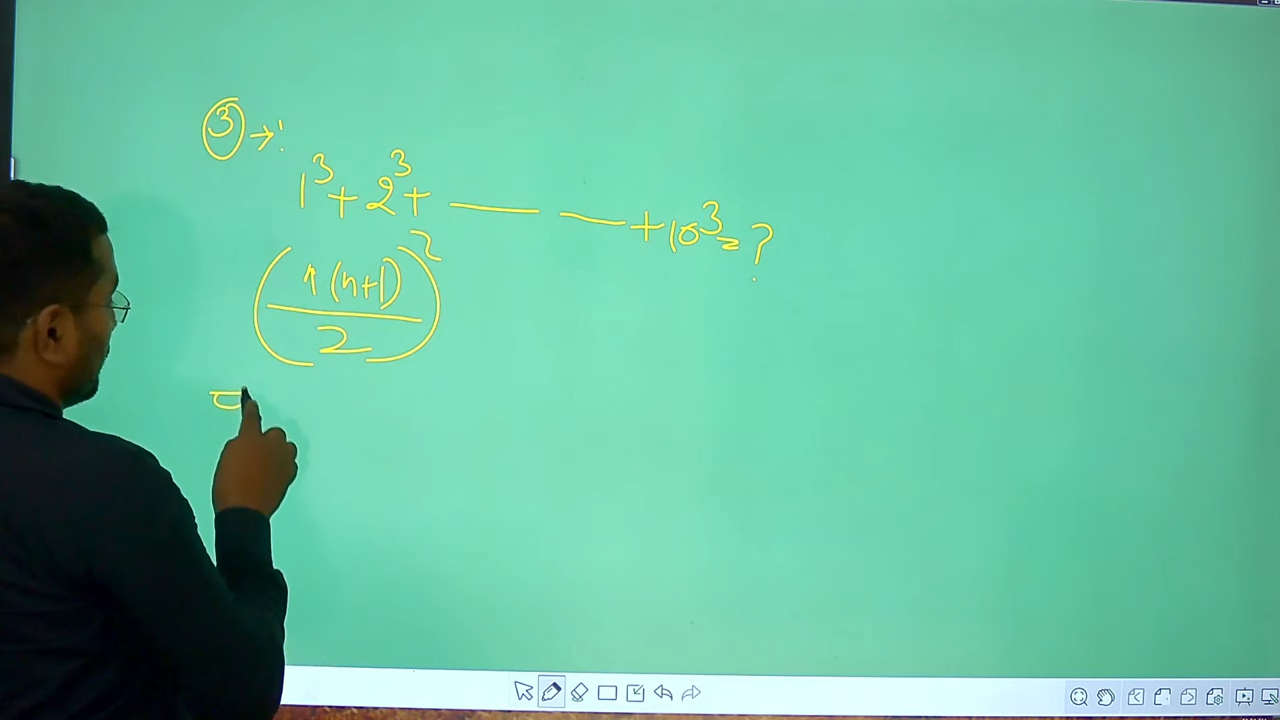 ③ →:
1³ + 2³ + — — + 10³ = ?
(n(n+1)/2)²
=